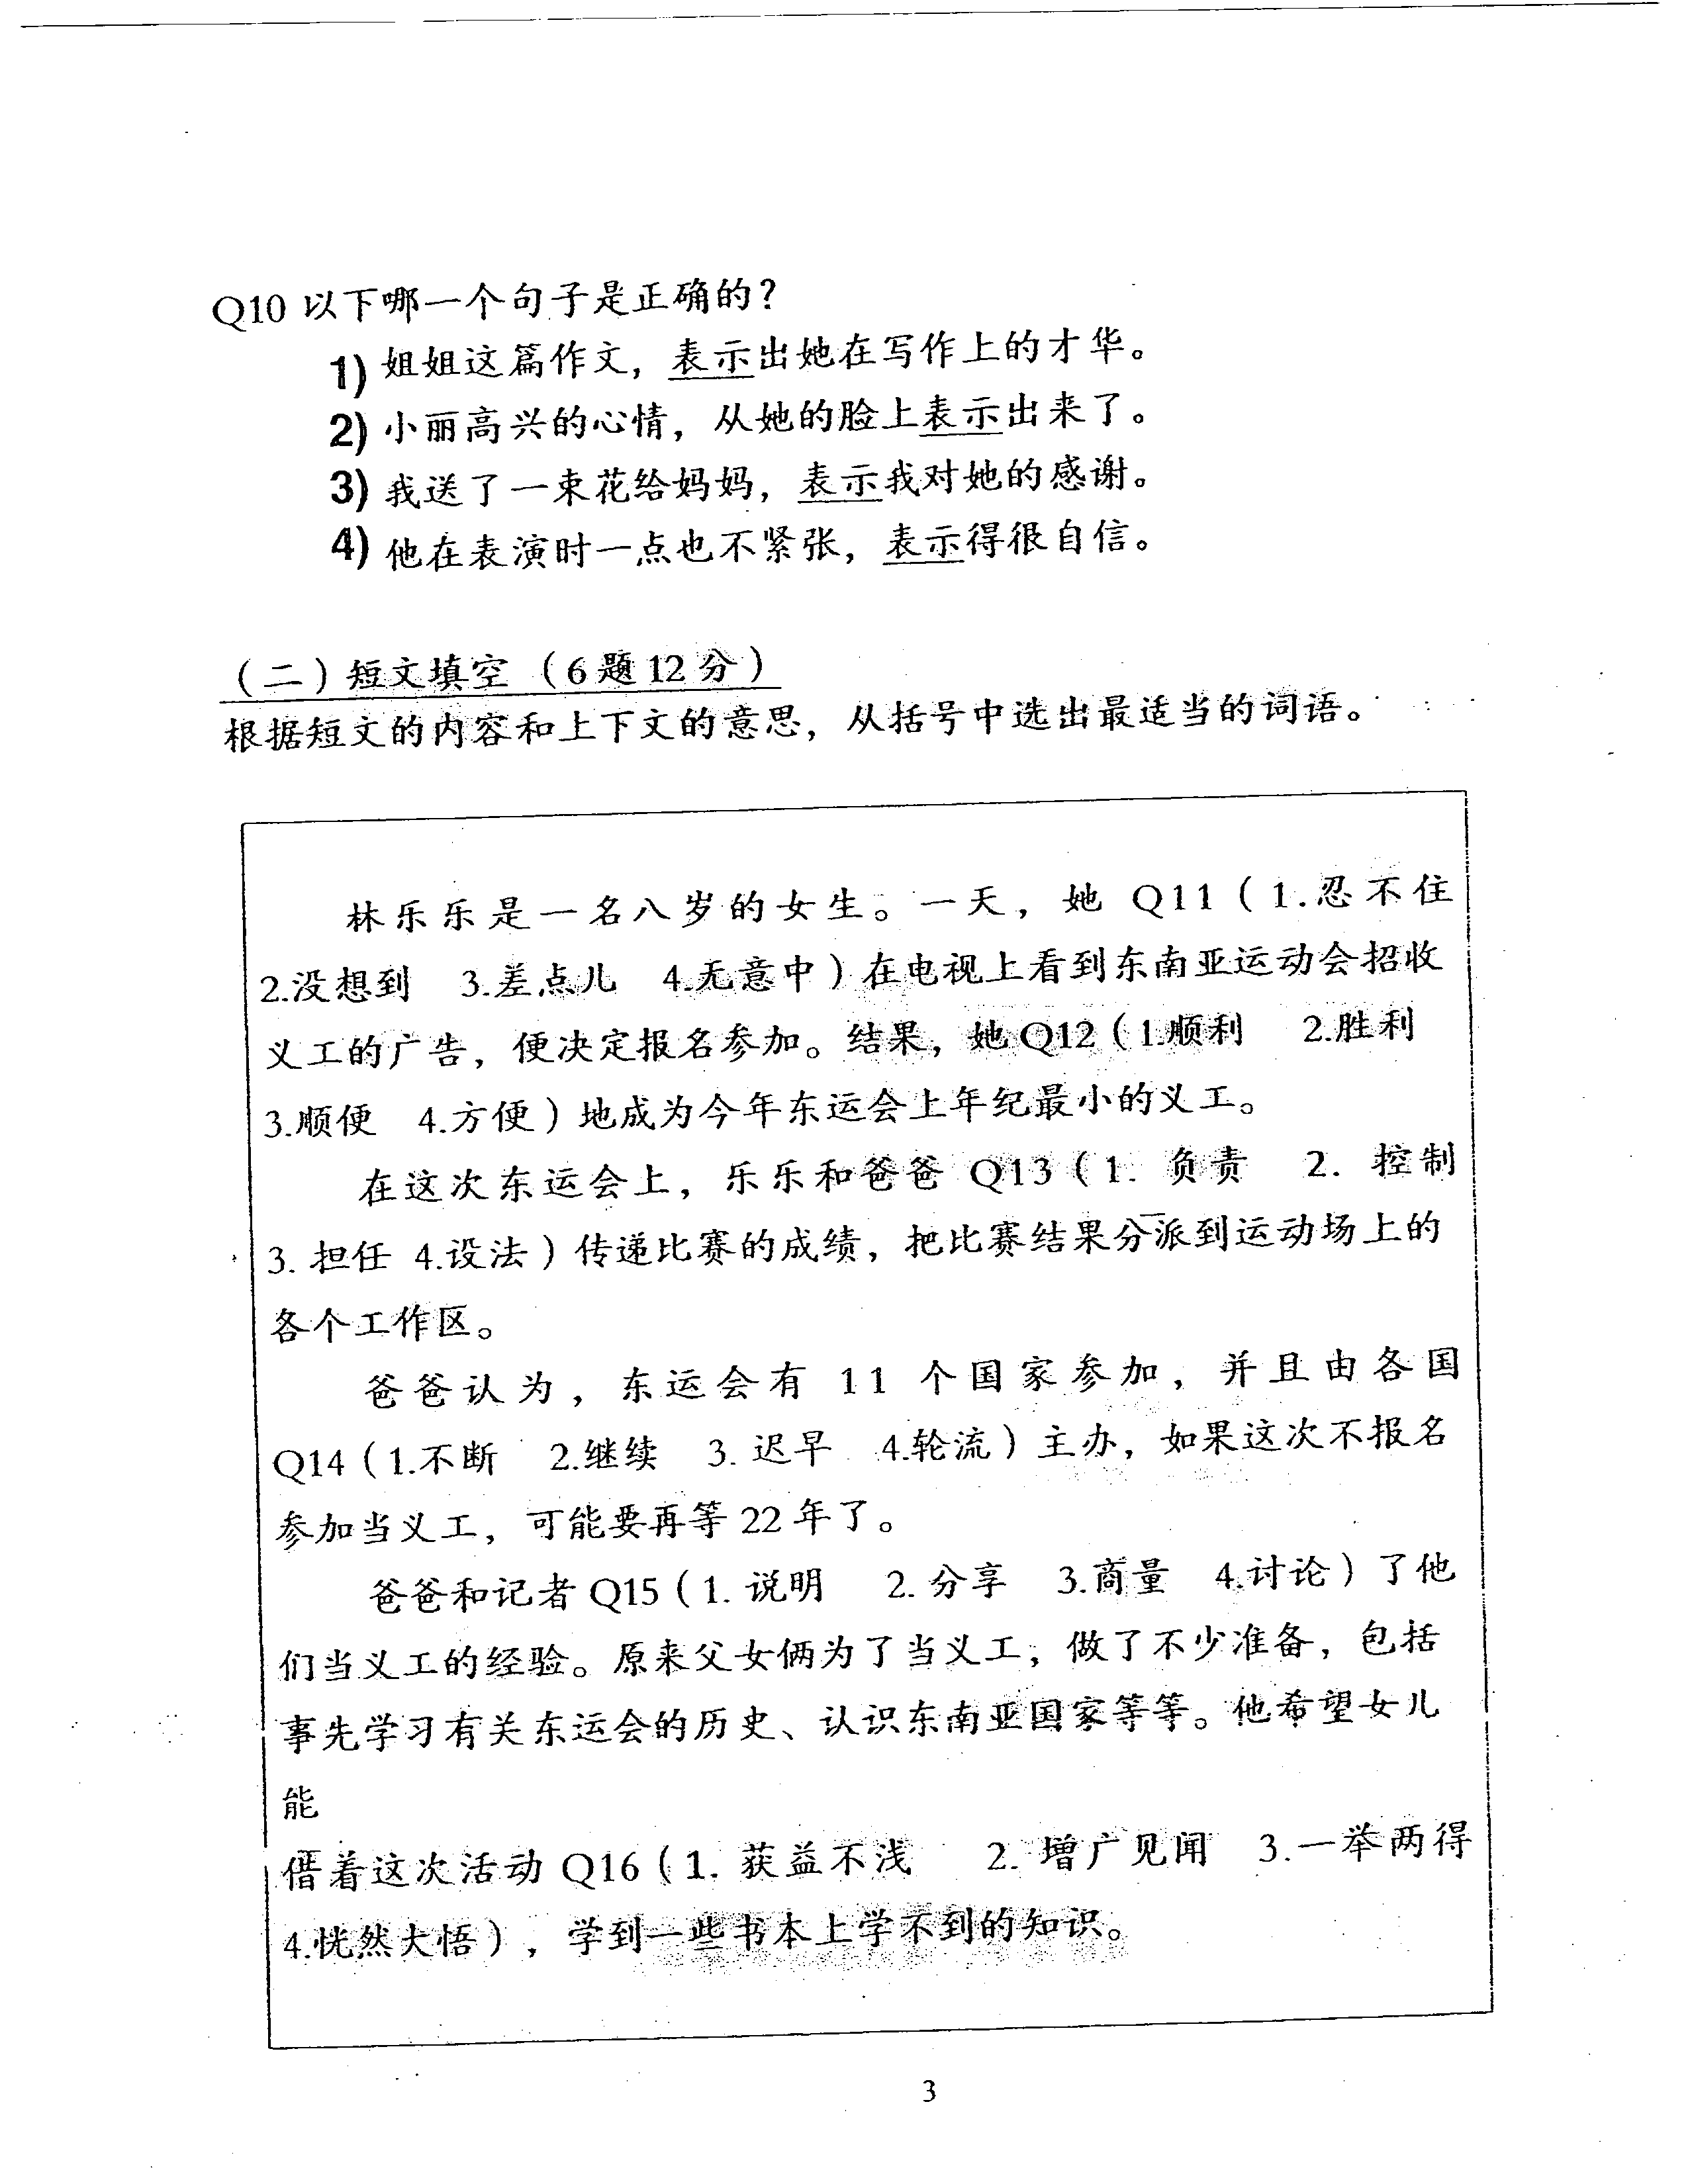 Q10 以下哪一个句子是正确的？
1) 姐姐这篇作文，表示出她在写作上的才华。
2) 小丽高兴的心情，从她的脸上表示出来了。
3) 我送了一束花给妈妈，表示我对她的感谢。
4) 他在表演时一点也不紧张，表示得很自信。
（二）短文填空（6题12分）
根据短文的内容和上下文的意思，从括号中选出最适当的词语。
林乐乐是一名八岁的女生。一天，她 Q11（1.忍不住
2.没想到 3.差点儿 4.无意中）在电视上看到东南亚运动会招收
义工的广告，便决定报名参加。结果，她Q12（1.顺利 2.胜利
3.顺便 4.方便）地成为今年东运会上年纪最小的义工。
在这次东运会上，乐乐和爸爸 Q13（1. 负责 2. 控制
3. 担任 4.设法）传递比赛的成绩，把比赛结果分派到运动场上的
各个工作区。
爸爸认为，东运会有 11 个国家参加，并且由各国
Q14（1.不断 2.继续 3. 迟早 4.轮流）主办，如果这次不报名
参加当义工，可能要再等 22 年了。
爸爸和记者 Q15（1. 说明 2. 分享 3.商量 4.讨论）了他
们当义工的经验。原来父女俩为了当义工，做了不少准备，包括
事先学习有关东运会的历史、认识东南亚国家等等。他希望女儿
能
借着这次活动 Q16（1. 获益不浅 2. 增广见闻 3.一举两得
4.恍然大悟），学到一些书本上学不到的知识。
3